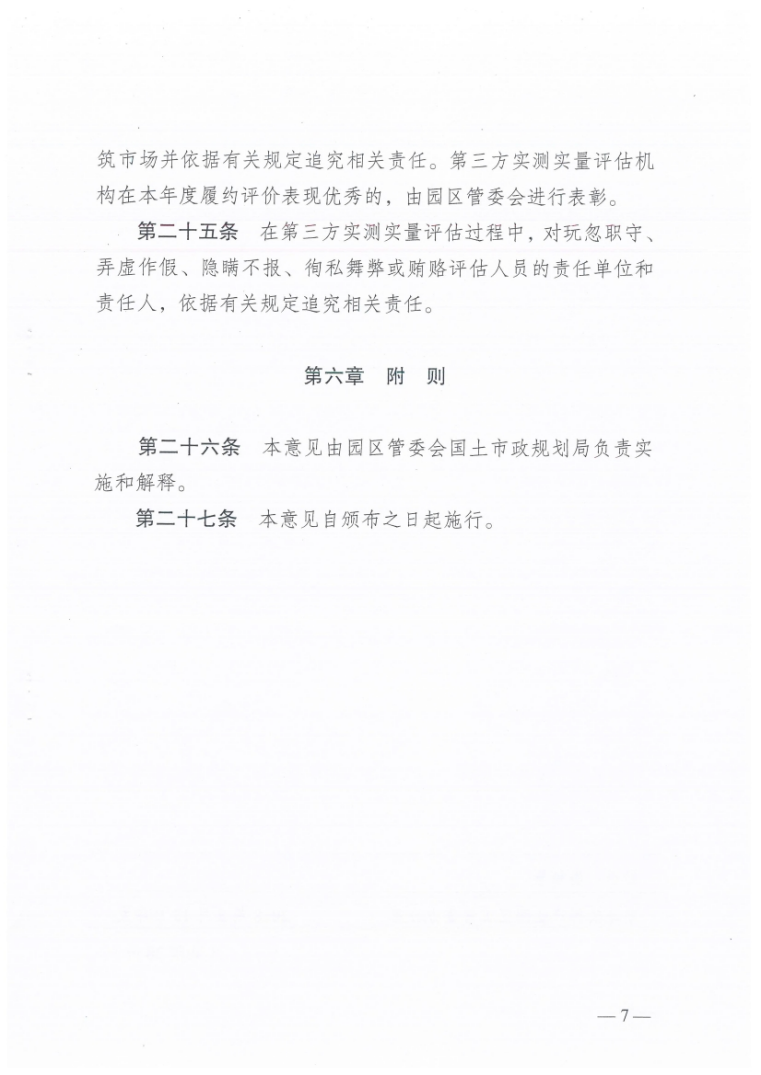 筑市场并依据有关规定追究相关责任。第三方实测实量评估机
构在本年度履约评价表现优秀的，由园区管委会进行表彰。
第二十五条　在第三方实测实量评估过程中，对玩忽职守、
弄虚作假、隐瞒不报、徇私舞弊或贿赂评估人员的责任单位和
责任人，依据有关规定追究相关责任。
第六章　附　则
第二十六条　本意见由园区管委会国土市政规划局负责实
施和解释。
第二十七条　本意见自颁布之日起施行。
—7—